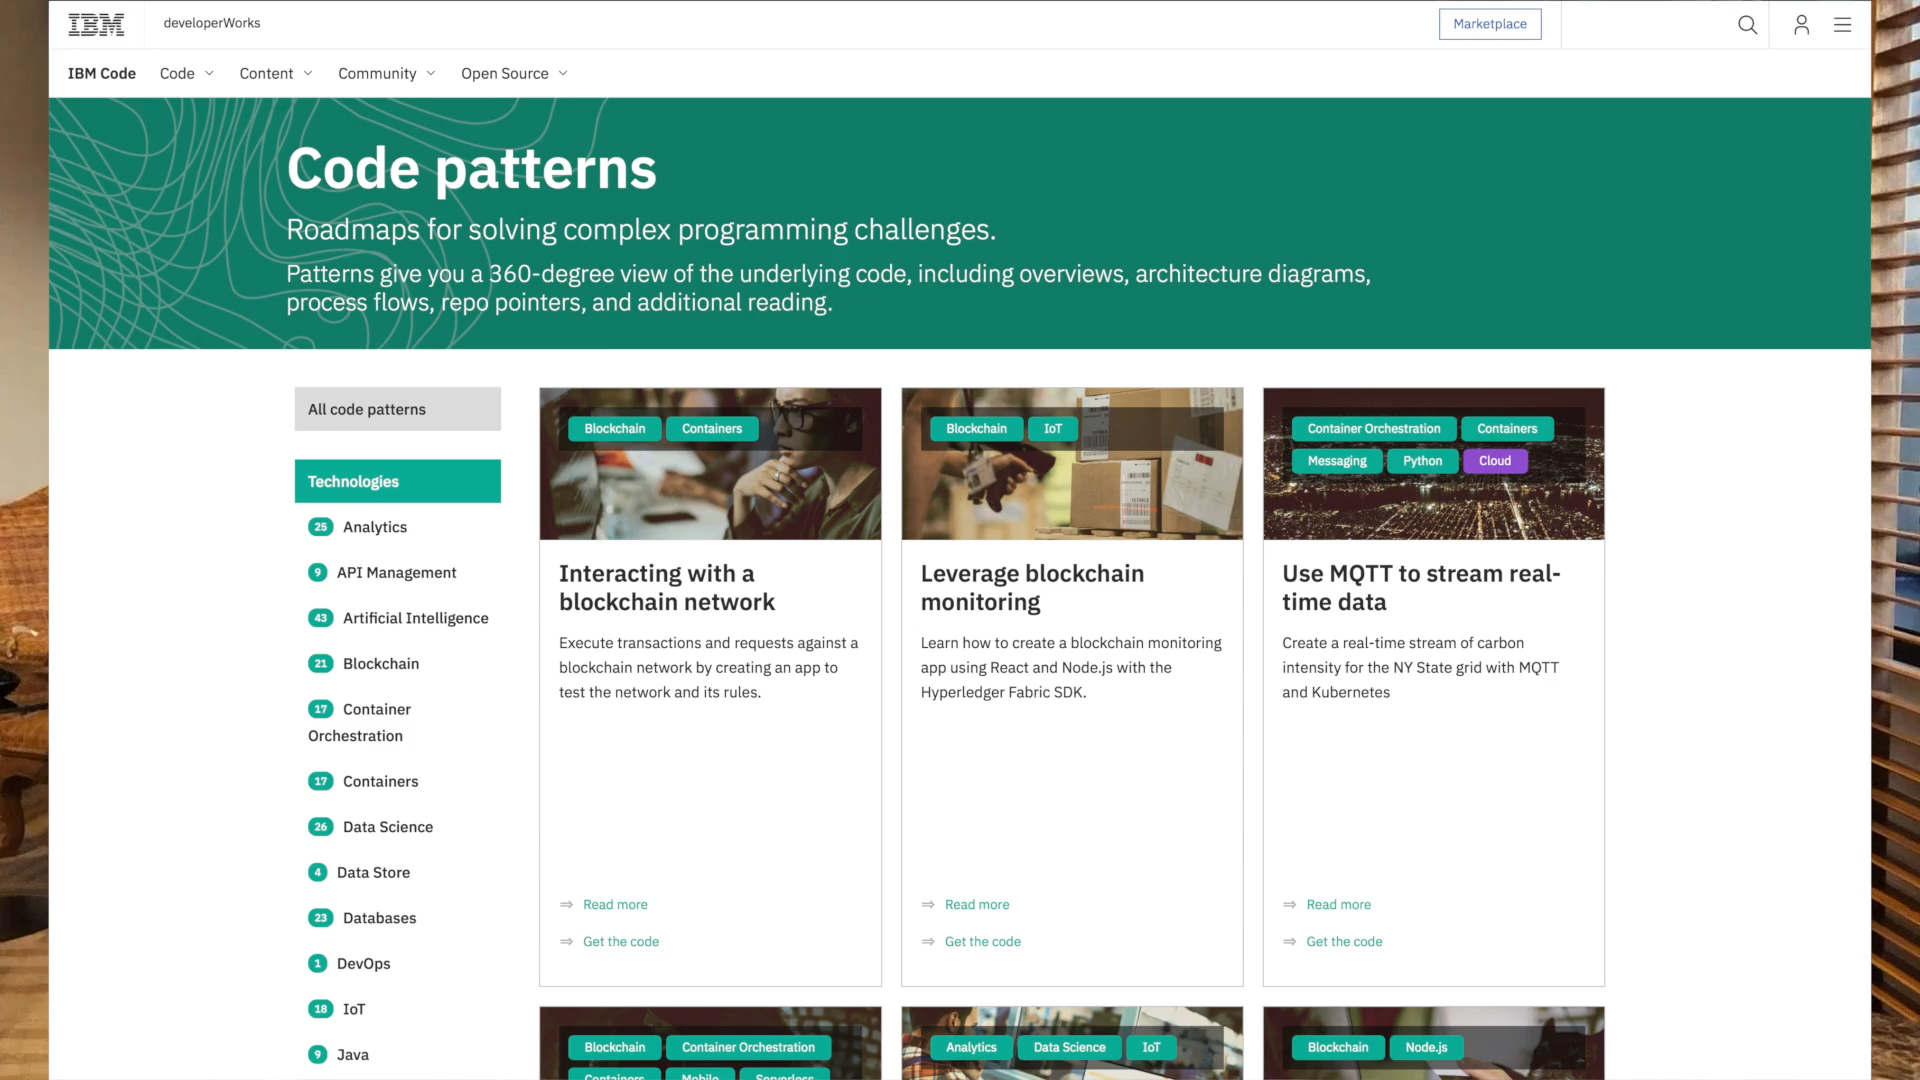 IBM
developerWorks
Marketplace
IBM Code
Code
Content
Community
Open Source
Code patterns
Roadmaps for solving complex programming challenges.
Patterns give you a 360-degree view of the underlying code, including overviews, architecture diagrams,
process flows, repo pointers, and additional reading.
All code patterns
Technologies
25 Analytics
9 API Management
43 Artificial Intelligence
21 Blockchain
17 Container
Orchestration
17 Containers
26 Data Science
4 Data Store
23 Databases
1 DevOps
18 IoT
9 Java
Blockchain Containers
Interacting with a
blockchain network
Execute transactions and requests against a
blockchain network by creating an app to
test the network and its rules.
Read more
Get the code
Blockchain IoT
Leverage blockchain
monitoring
Learn how to create a blockchain monitoring
app using React and Node.js with the
Hyperledger Fabric SDK.
Read more
Get the code
Container Orchestration Containers
Messaging Python Cloud
Use MQTT to stream real-
time data
Create a real-time stream of carbon
intensity for the NY State grid with MQTT
and Kubernetes
Read more
Get the code
Blockchain Container Orchestration
Containers Mobile Serverless
Analytics Data Science IoT
Blockchain Node.js